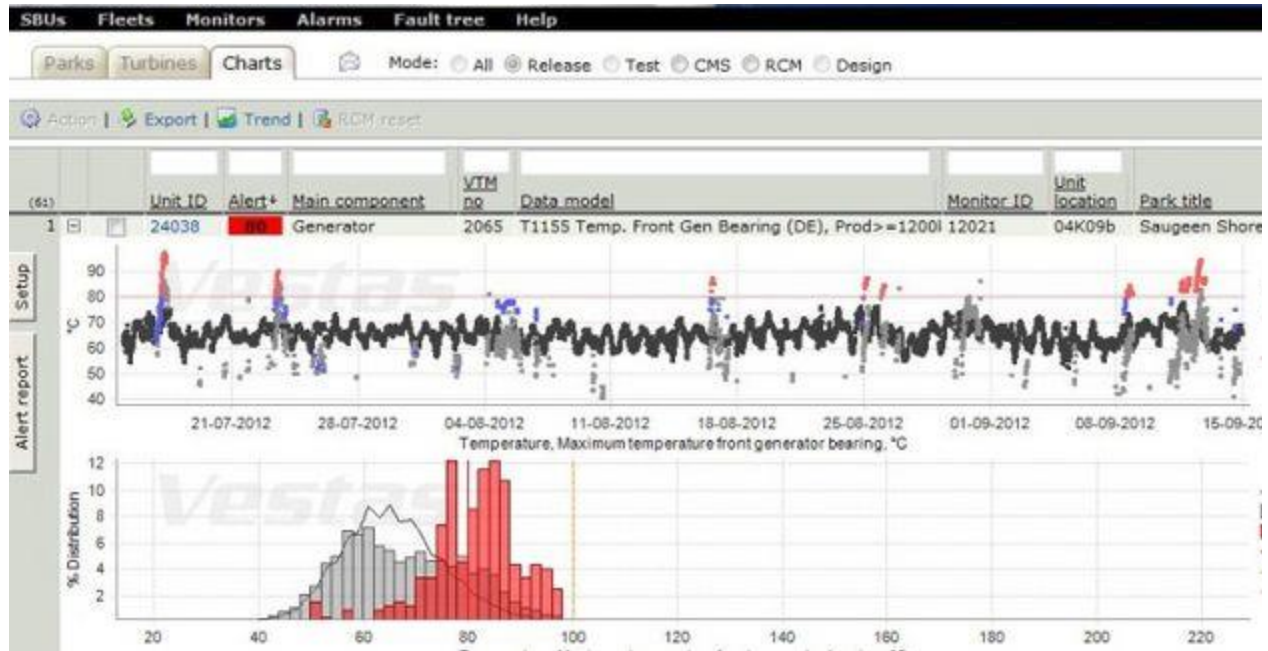 SBUs Fleets Monitors Alarms Fault tree Help
Parks Turbines Charts Mode: All Release Test CMS RCM Design
Action | Export | Trend | RCM reset
(61) Unit ID Alert Main component VTM no Data model Monitor ID Unit location Park title
1 24038 80 Generator 2065 T1155 Temp. Front Gen Bearing (DE), Prod>=1200 12021 04K09b Saugeen Shore
Setup
Alert report
Vestas
°C
90
80
70
60
50
40
21-07-2012 28-07-2012 04-08-2012 11-08-2012 18-08-2012 25-08-2012 01-09-2012 08-09-2012 15-09-20
Temperature, Maximum temperature front generator bearing, °C
Vestas
% Distribution
12
10
8
6
4
2
20 40 60 80 100 120 140 160 180 200 220